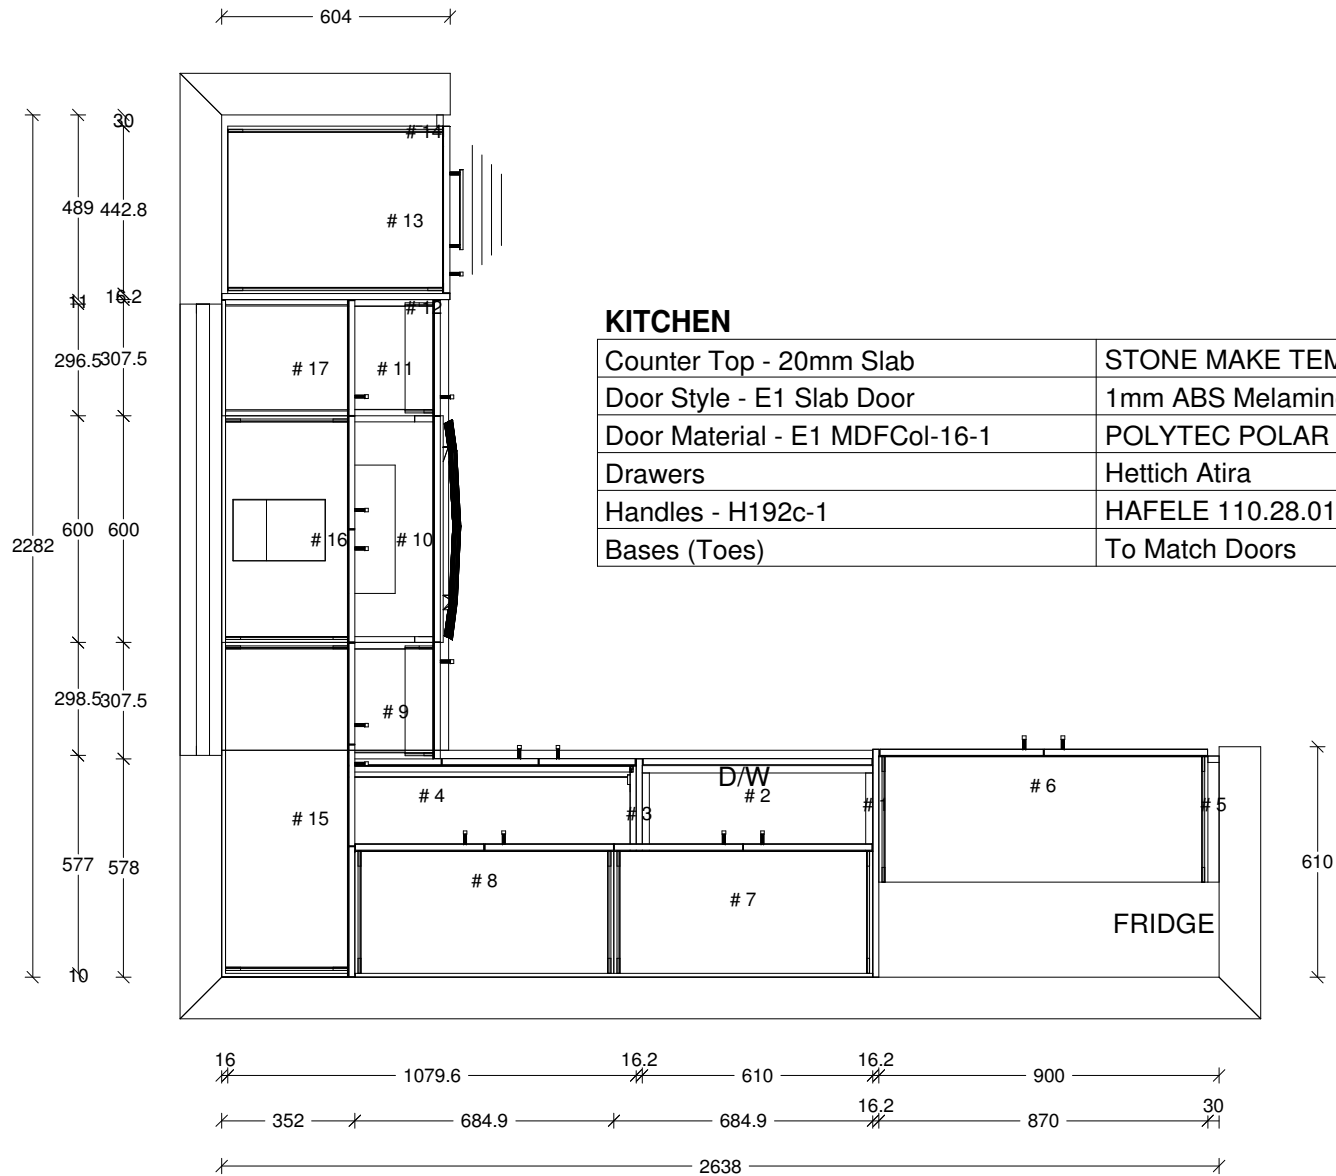 604
30
# 14
489 442.8
# 13
11 16.2
# 12
KITCHEN
Counter Top - 20mm Slab STONE MAKE TEM
Door Style - E1 Slab Door 1mm ABS Melamin
Door Material - E1 MDFCol-16-1 POLYTEC POLAR
Drawers Hettich Atira
Handles - H192c-1 HAFELE 110.28.01
Bases (Toes) To Match Doors
296.5 307.5
# 17 # 11
2282 600 600
# 16 # 10
298.5 307.5
# 9
D/W
# 4 # 2 # 6
# 15 # 3 # 1 # 5
577 578
610
# 8 # 7
FRIDGE
10
16 16.2 16.2
1079.6 610 900
16.2 30
352 684.9 684.9 870
2638